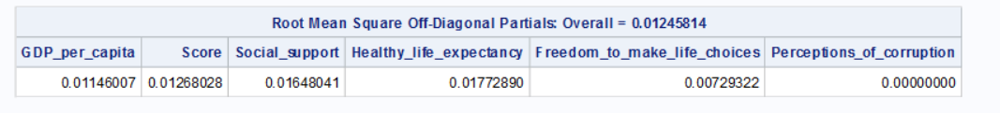 Root Mean Square Off-Diagonal Partials: Overall = 0.01245814
GDP_per_capita Score Social_support Healthy_life_expectancy Freedom_to_make_life_choices Perceptions_of_corruption
0.01146007 0.01268028 0.01648041 0.01772890 0.00729322 0.00000000